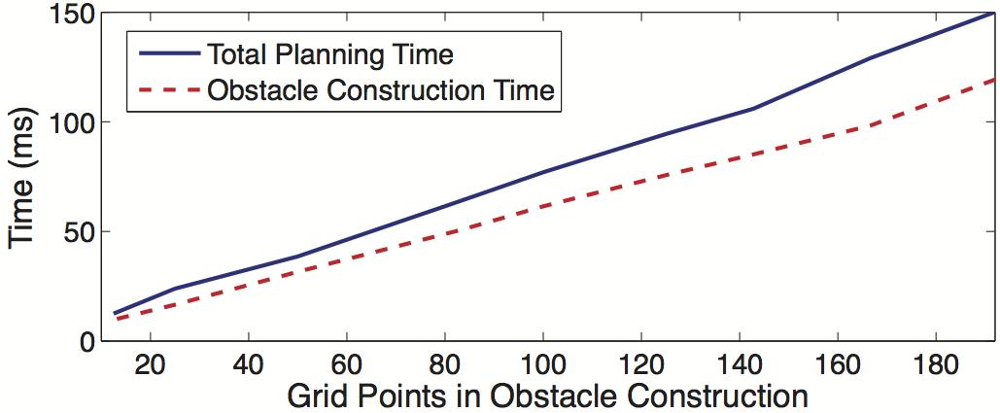 150
100
50
0
Time (ms)
Total Planning Time
Obstacle Construction Time
20 40 60 80 100 120 140 160 180
Grid Points in Obstacle Construction